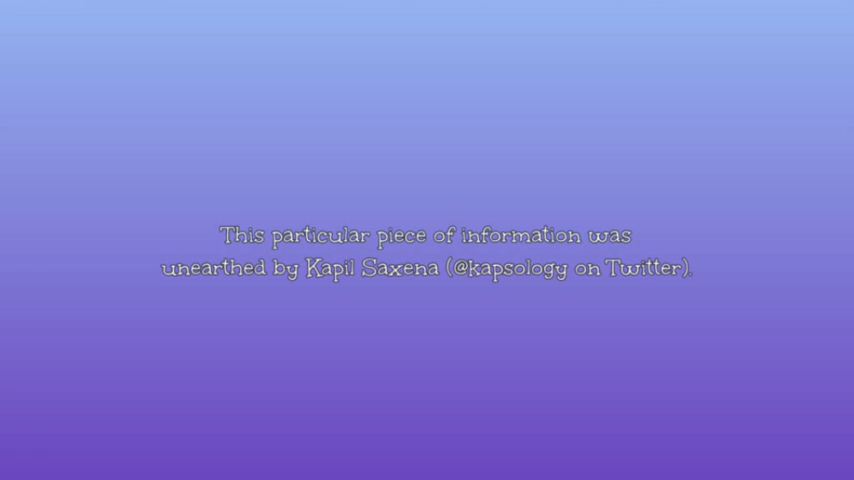 This particular piece of information was
unearthed by Kapil Saxena (@kapsology on Twitter).